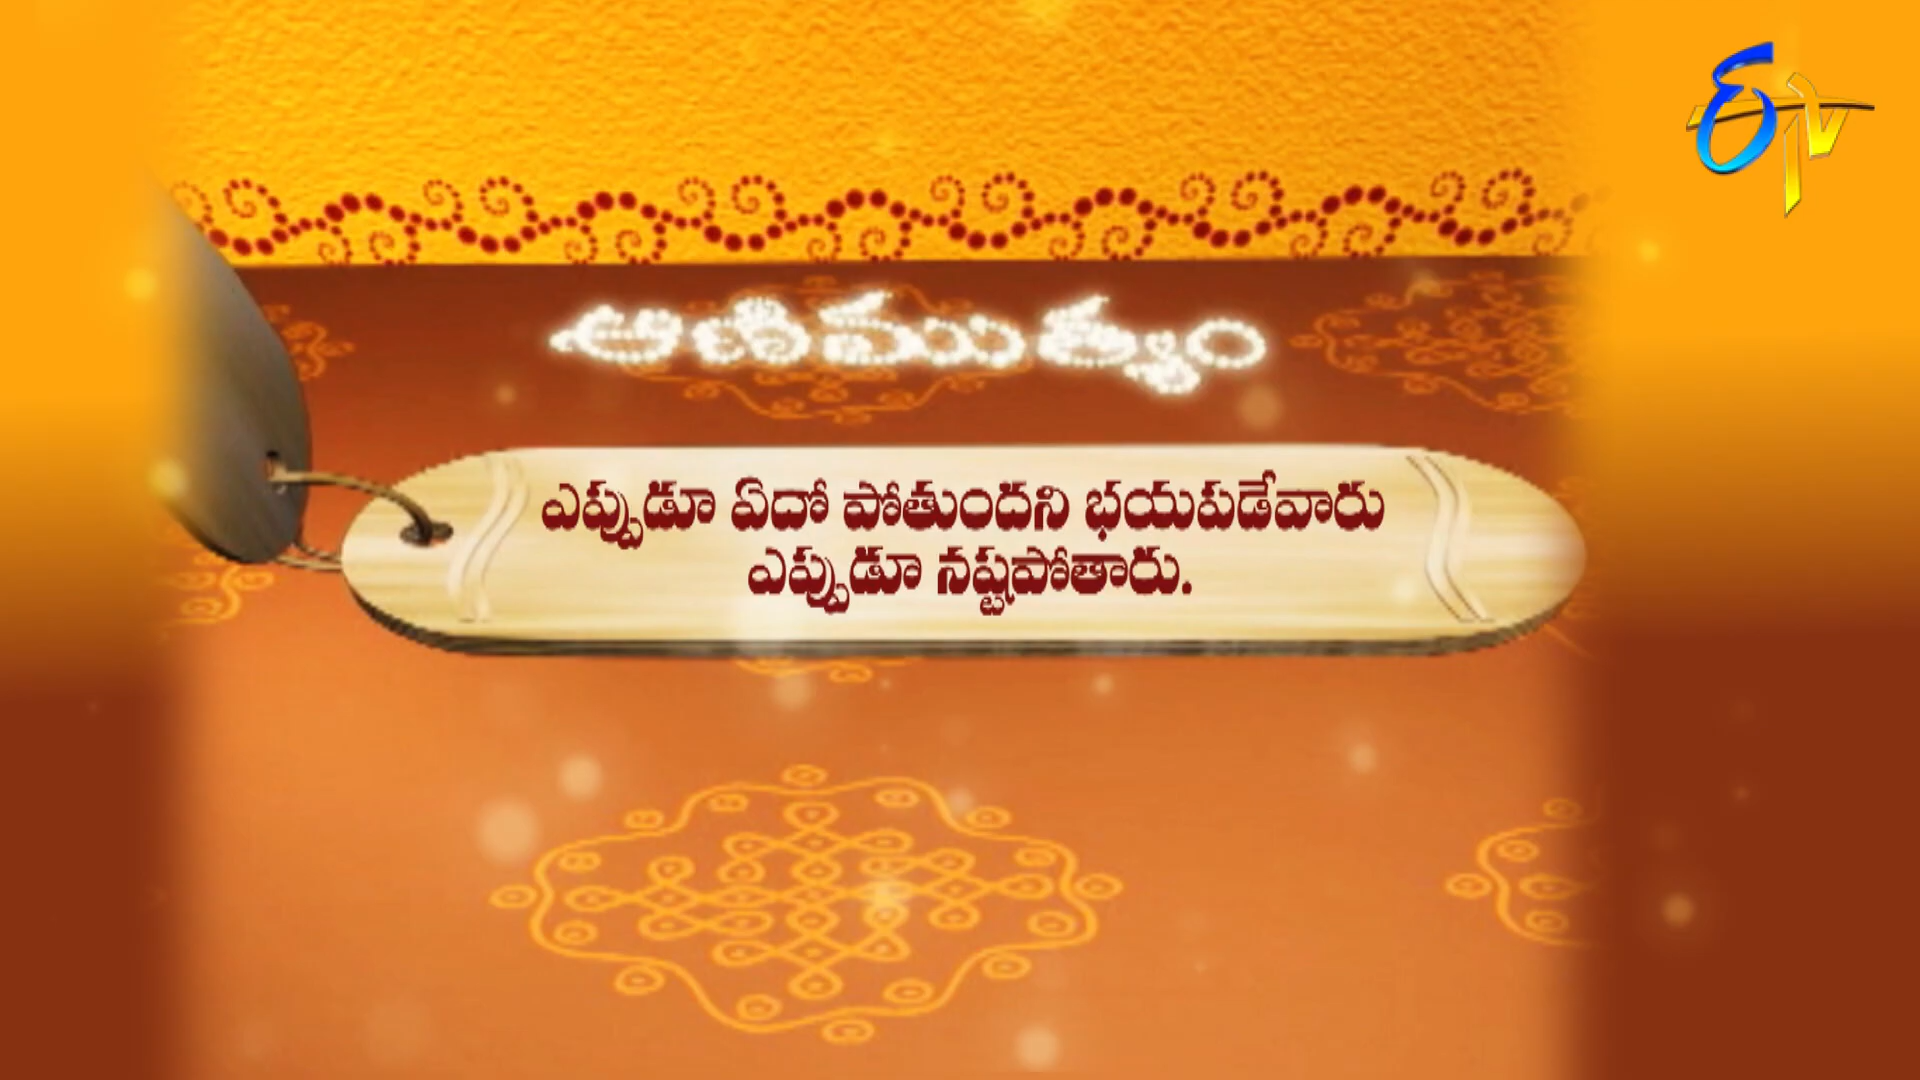 ETV
ఆణిముత్యం
ఎప్పుడూ ఏదో పోతుందని భయపడేవారు
ఎప్పుడూ నష్టపోతారు.